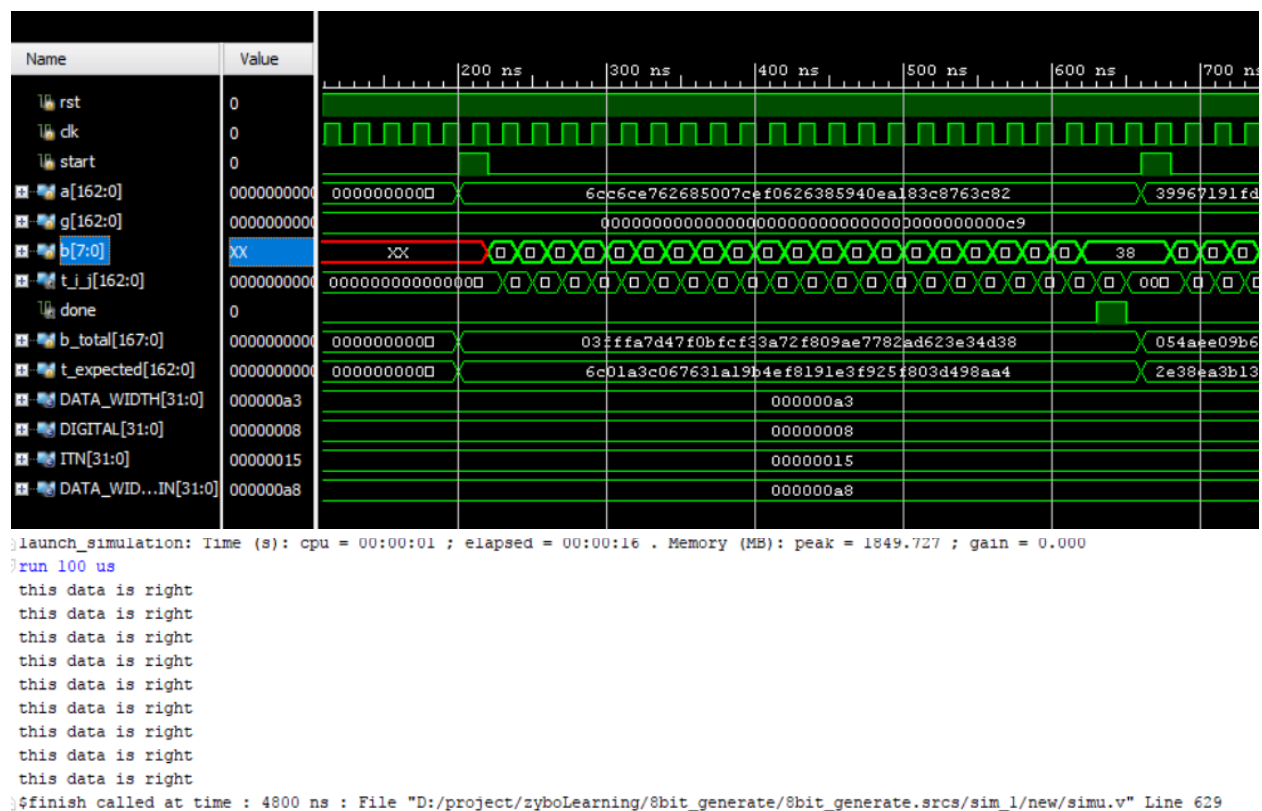 Name Value
200 ns 300 ns 400 ns 500 ns 600 ns 700 ns
rst 0
clk 0
start 0
a[162:0] 0000000000 000000000 6cc6ce762685007cef0626385940ea183c8763c82 39967191fd
g[162:0] 0000000000 000000000000000000000000000000000000000c9
b[7:0] XX XX 38
t_i_j[162:0] 0000000000 00000000000000 000
done 0
b_total[167:0] 0000000000 000000000 03fffa7d47f0bfcf33a72f809ae7782ad623e34d38 054aee09b6
t_expected[162:0] 0000000000 000000000 6c01a3c067631a19b4ef8191e3f925f803d498aa4 2e38ea3b13
DATA_WIDTH[31:0] 000000a3 000000a3
DIGITAL[31:0] 00000008 00000008
ITN[31:0] 00000015 00000015
DATA_WID...IN[31:0] 000000a8 000000a8
launch_simulation: Time (s): cpu = 00:00:01 ; elapsed = 00:00:16 . Memory (MB): peak = 1849.727 ; gain = 0.000
run 100 us
this data is right
this data is right
this data is right
this data is right
this data is right
this data is right
this data is right
this data is right
this data is right
$finish called at time : 4800 ns : File "D:/project/zyboLearning/8bit_generate/8bit_generate.srcs/sim_1/new/simu.v" Line 629